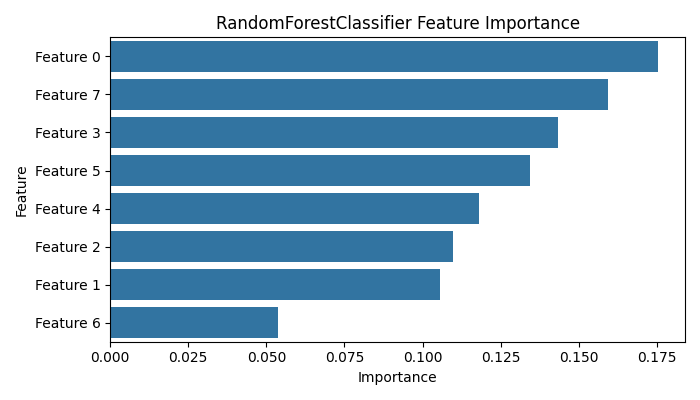 RandomForestClassifier Feature Importance
Feature 0
Feature 7
Feature 3
Feature 5
Feature 4
Feature 2
Feature 1
Feature 6
Feature
0.000 0.025 0.050 0.075 0.100 0.125 0.150 0.175
Importance